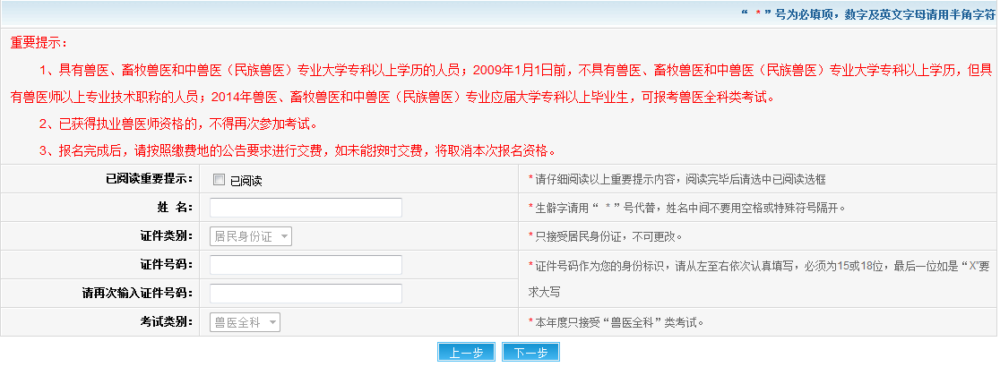 “ * ”号为必填项，数字及英文字母请用半角字符
重要提示：
1、具有兽医、畜牧兽医和中兽医（民族兽医）专业大学专科以上学历的人员；2009年1月1日前，不具有兽医、畜牧兽医和中兽医（民族兽医）专业大学专科以上学历，但具
有兽医师以上专业技术职称的人员；2014年兽医、畜牧兽医和中兽医（民族兽医）专业应届大学专科以上毕业生，可报考兽医全科类考试。
2、已获得执业兽医师资格的，不得再次参加考试。
3、报名完成后，请按照缴费地的公告要求进行交费，如未能按时交费，将取消本次报名资格。
已阅读重要提示： 已阅读 *请仔细阅读以上重要提示内容，阅读完毕后请选中已阅读选框
姓 名： *生僻字请用“ * ”号代替，姓名中间不要用空格或特殊符号隔开。
证件类别： 居民身份证 *只接受居民身份证，不可更改。
证件号码： *证件号码作为您的身份标识，请从左至右依次认真填写，必须为15或18位，最后一位如是“X”要
求大写
请再次输入证件号码：
考试类别： 兽医全科 *本年度只接受“兽医全科”类考试。
上一步 下一步